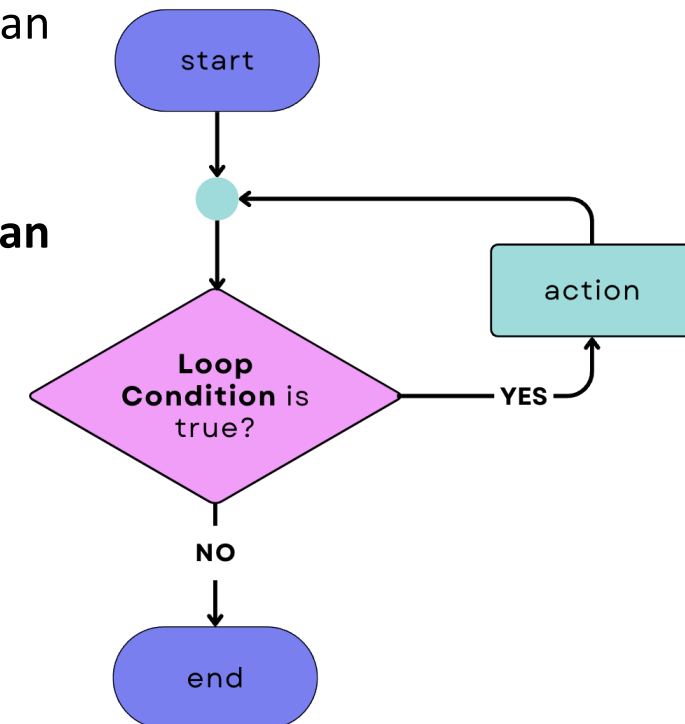 an
start
an
action
Loop
Condition is
true?
YES
NO
end